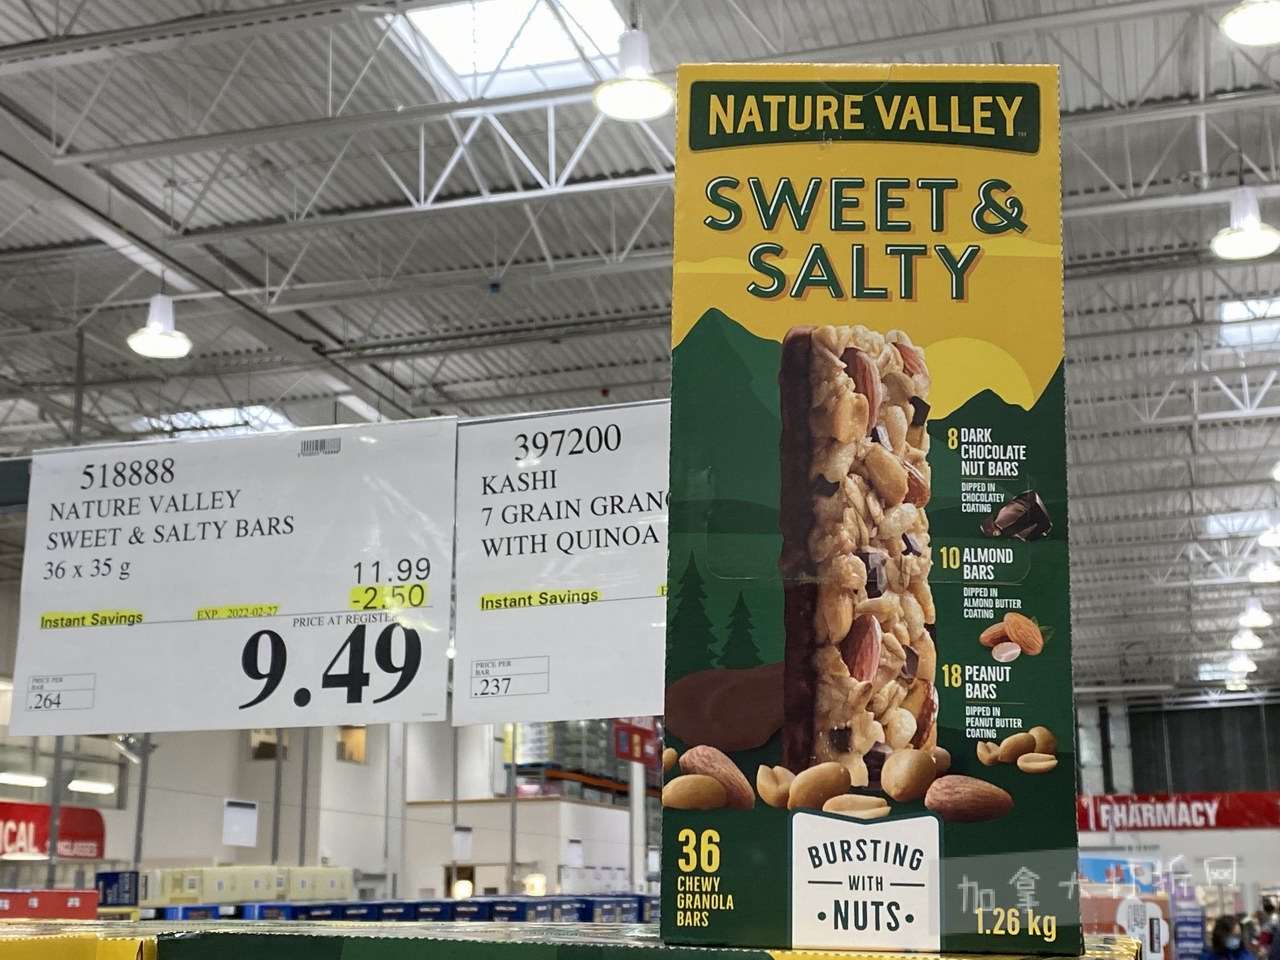 NATURE VALLEY
SWEET &
SALTY
8 DARK
CHOCOLATE
NUT BARS
DIPPED IN
CHOCOLATEY
COATING
10 ALMOND
BARS
DIPPED IN
ALMOND BUTTER
COATING
18 PEANUT
BARS
DIPPED IN
PEANUT BUTTER
COATING
36
CHEWY
GRANOLA
BARS
BURSTING
WITH
NUTS
1.26 kg
518888
NATURE VALLEY
SWEET & SALTY BARS
36 x 35 g
11.99
Instant Savings EXP. 2022-02-27 -2.50
PRICE AT REGISTER
9.49
PRICE PER
BAR
.264
397200
KASHI
7 GRAIN GRAN
WITH QUINOA
Instant Savings
PRICE PER
BAR
.237
PHARMACY
加拿大打折网